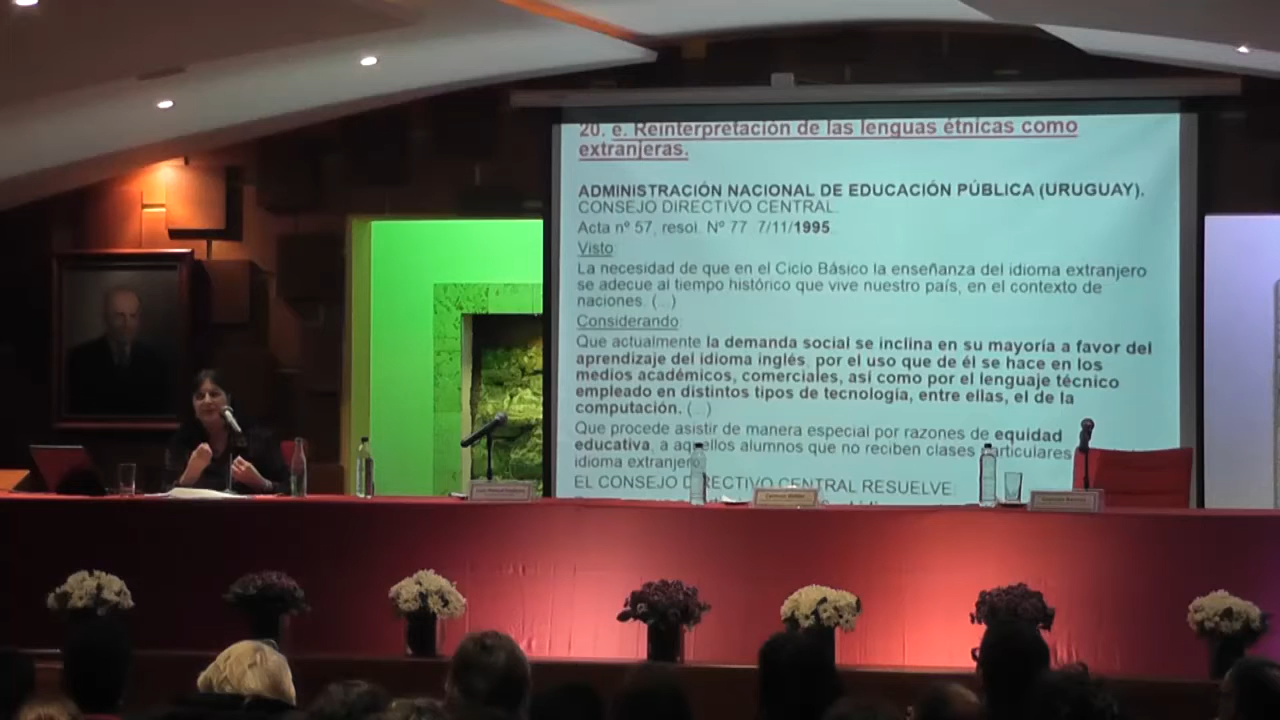 20. e. Reinterpretación de las lenguas étnicas como
extranjeras.
ADMINISTRACIÓN NACIONAL DE EDUCACIÓN PÚBLICA (URUGUAY).
CONSEJO DIRECTIVO CENTRAL.
Acta nº 57, resol. Nº 77 7/11/1995.
Visto:
La necesidad de que en el Ciclo Básico la enseñanza del idioma extranjero
se adecue al tiempo histórico que vive nuestro país, en el contexto de
naciones. (...)
Considerando:
Que actualmente la demanda social se inclina en su mayoría a favor del
aprendizaje del idioma inglés, por el uso que de él se hace en los
medios académicos, comerciales, así como por el lenguaje técnico
empleado en distintos tipos de tecnología, entre ellas, el de la
computación. (...)
Que procede asistir de manera especial por razones de equidad
educativa, a aquellos alumnos que no reciben clases particulares
idioma extranjero.
EL CONSEJO DIRECTIVO CENTRAL RESUELVE: